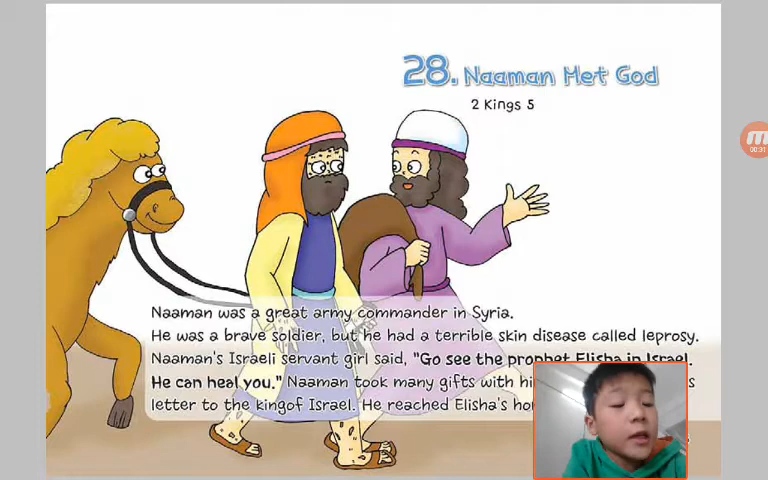 28. Naaman Met God
2 Kings 5
00:31
Naaman was a great army commander in Syria.
He was a brave soldier, but he had a terrible skin disease called leprosy.
Naaman's Israeli servant girl said, "Go see the prophet Elisha in Israel.
He can heal you." Naaman took many gifts with
letter to the kingof Israel. He reached Elisha's